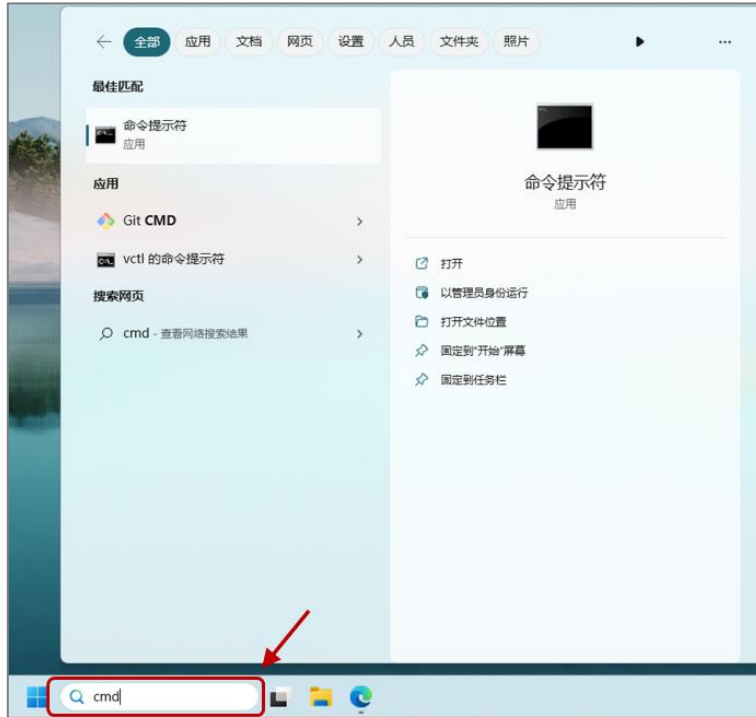 全部 应用 文档 网页 设置 人员 文件夹 照片
最佳匹配
命令提示符
应用
应用
Git CMD
vctl 的命令提示符
搜索网页
cmd - 查看网络搜索结果
命令提示符
应用
打开
以管理员身份运行
打开文件位置
固定到"开始"屏幕
固定到任务栏
cmd